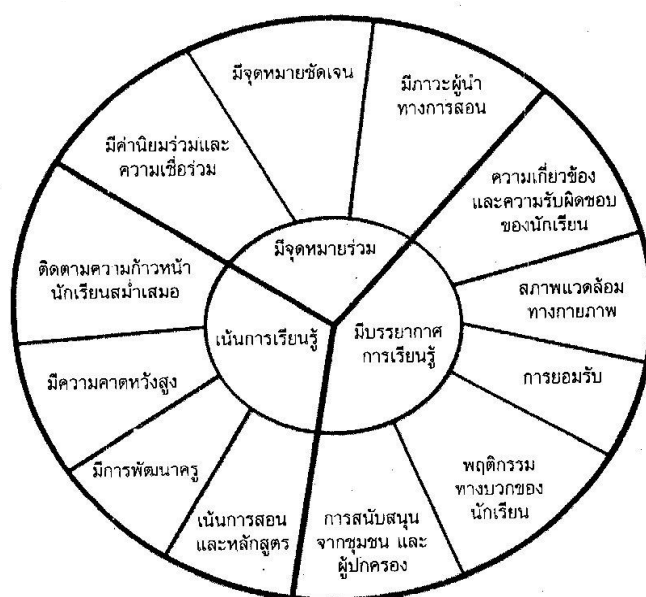 มีจุดหมายชัดเจน
มีภาวะผู้นำ
ทางการสอน
มีค่านิยมร่วมและ
ความเชื่อร่วม
ความเกี่ยวข้อง
และความรับผิดชอบ
ของนักเรียน
มีจุดหมายร่วม
ติดตามความก้าวหน้า
นักเรียนสม่ำเสมอ
สภาพแวดล้อม
ทางกายภาพ
เน้นการเรียนรู้
มีบรรยากาศ
การเรียนรู้
มีความคาดหวังสูง
การยอมรับ
มีการพัฒนาครู
พฤติกรรม
ทางบวกของ
นักเรียน
เน้นการสอน
และหลักสูตร
การสนับสนุน
จากชุมชน และ
ผู้ปกครอง